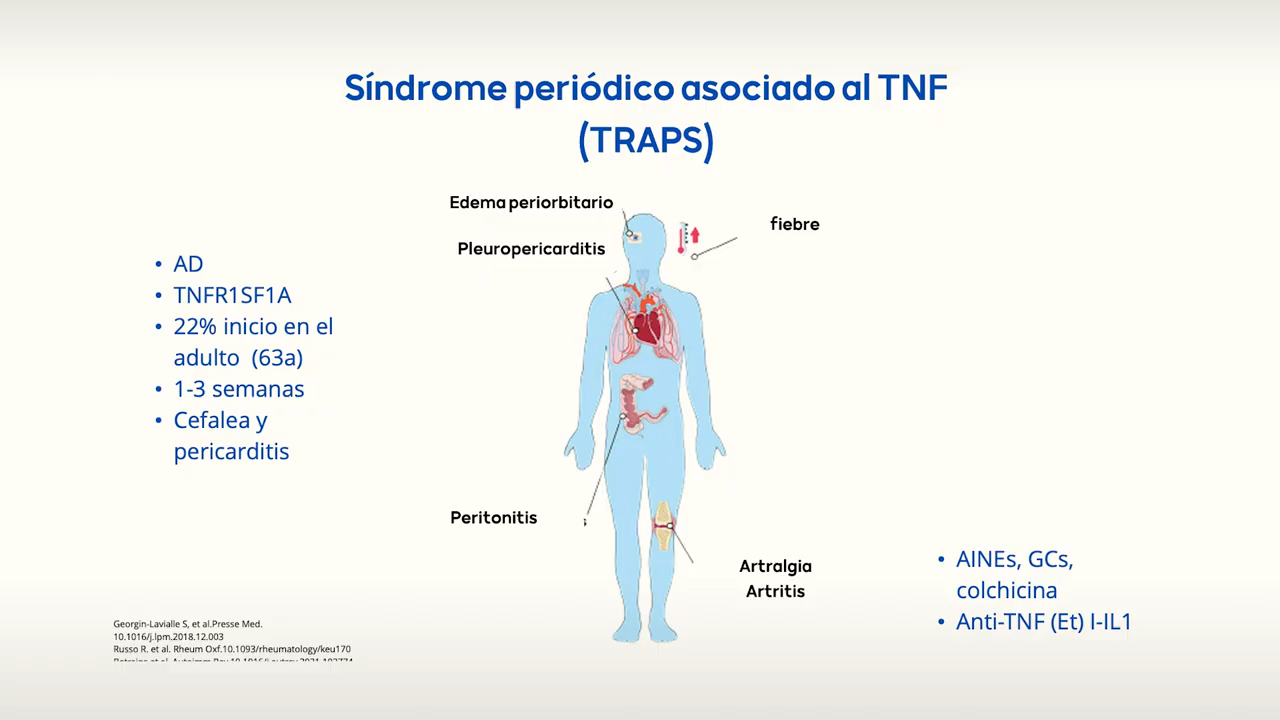 Síndrome periódico asociado al TNF
(TRAPS)
Edema periorbitario
fiebre
Pleuropericarditis
• AD
• TNFR1SF1A
• 22% inicio en el
adulto (63a)
• 1-3 semanas
• Cefalea y
pericarditis
Peritonitis
Artralgia
Artritis
• AINEs, GCs,
colchicina
• Anti-TNF (Et) I-IL1
Georgin-Lavialle S, et al.Presse Med.
10.1016/j.lpm.2018.12.003
Russo R. et al. Rheum Oxf.10.1093/rheumatology/keu170